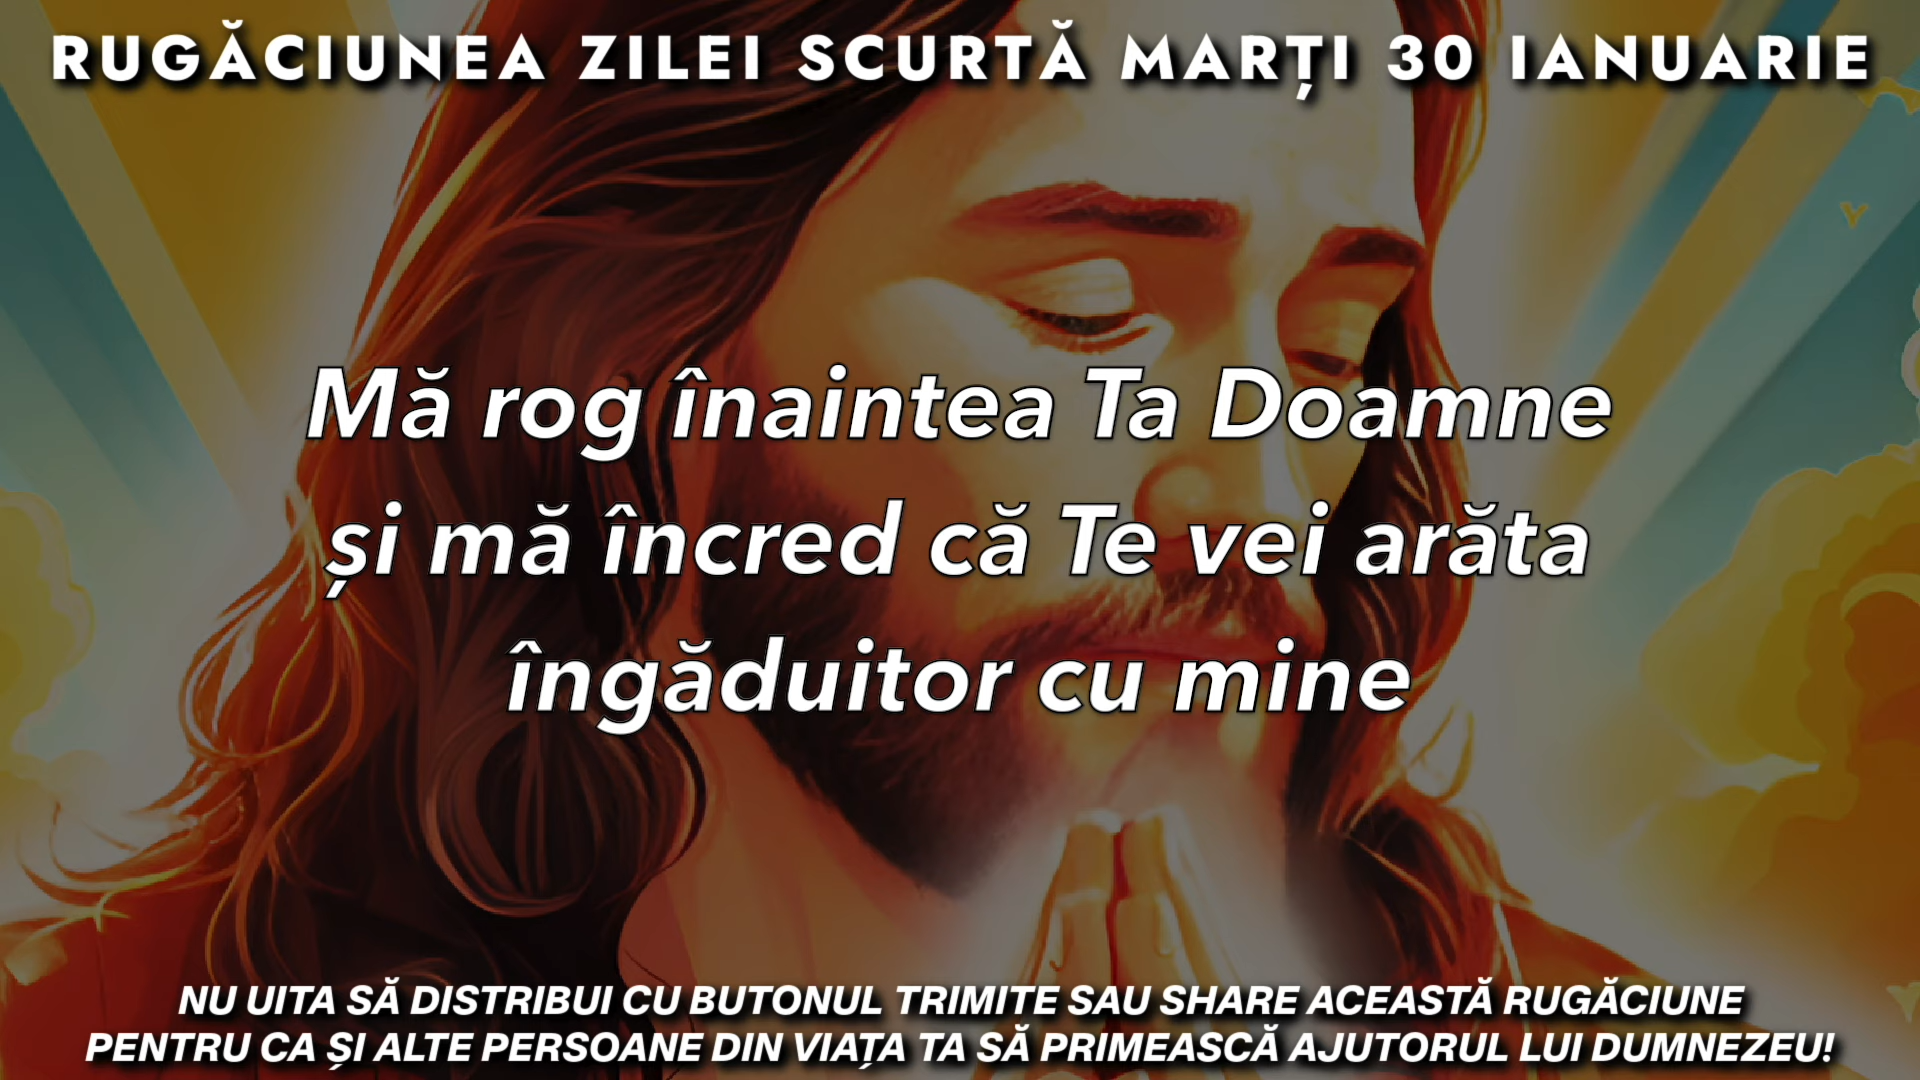 RUGĂCIUNEA ZILEI SCURTĂ MARȚI 30 IANUARIE
Mă rog înaintea Ta Doamne
și mă încred că Te vei arăta
îngăduitor cu mine
NU UITA SĂ DISTRIBUI CU BUTONUL TRIMITE SAU SHARE ACEASTĂ RUGĂCIUNE
PENTRU CA ȘI ALTE PERSOANE DIN VIAȚA TA SĂ PRIMEASCĂ AJUTORUL LUI DUMNEZEU!